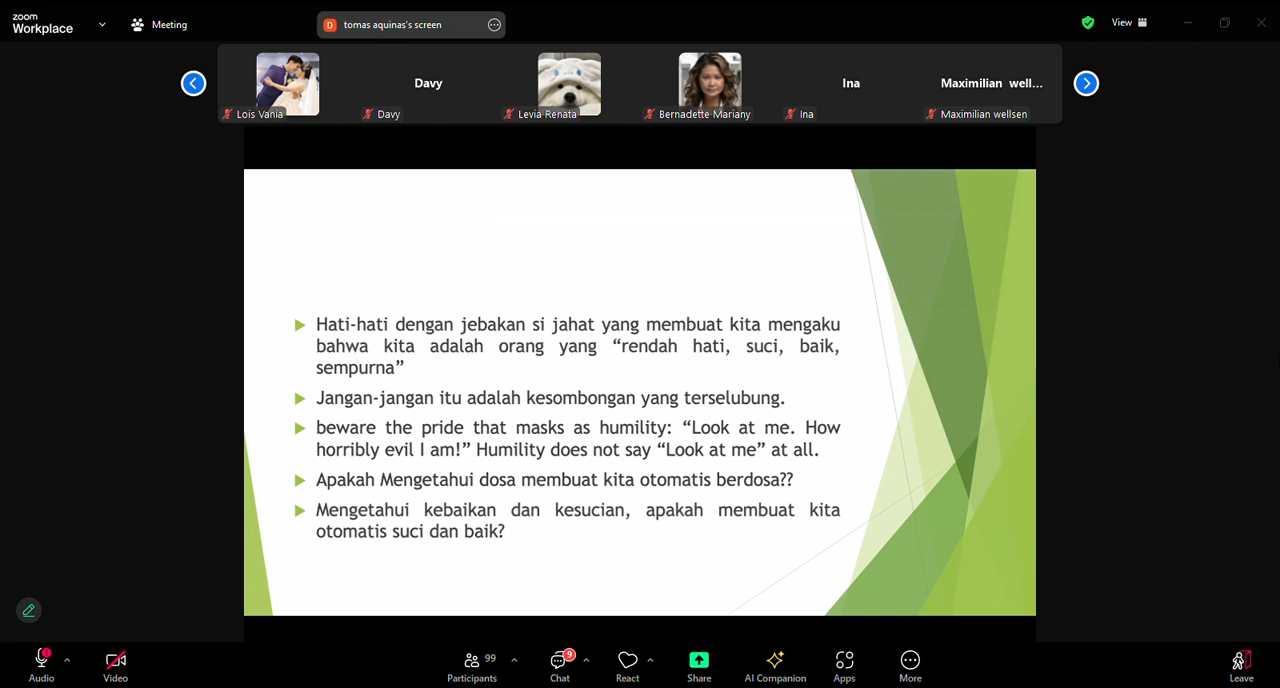 zoom
Workplace
Meeting
D tomas aquinas's screen
View
Davy
Ina
Maximilian well...
Lois Vania
Davy
Levia Renata
Bernadette Mariany
Ina
Maximilian wellsen
Hati-hati dengan jebakan si jahat yang membuat kita mengaku
bahwa kita adalah orang yang “rendah hati, suci, baik,
sempurna”
Jangan-jangan itu adalah kesombongan yang terselubung.
beware the pride that masks as humility: “Look at me. How
horribly evil I am!” Humility does not say “Look at me” at all.
Apakah Mengetahui dosa membuat kita otomatis berdosa??
Mengetahui kebaikan dan kesucian, apakah membuat kita
otomatis suci dan baik?
99
9
Audio
Video
Participants
Chat
React
Share
AI Companion
Apps
More
Leave